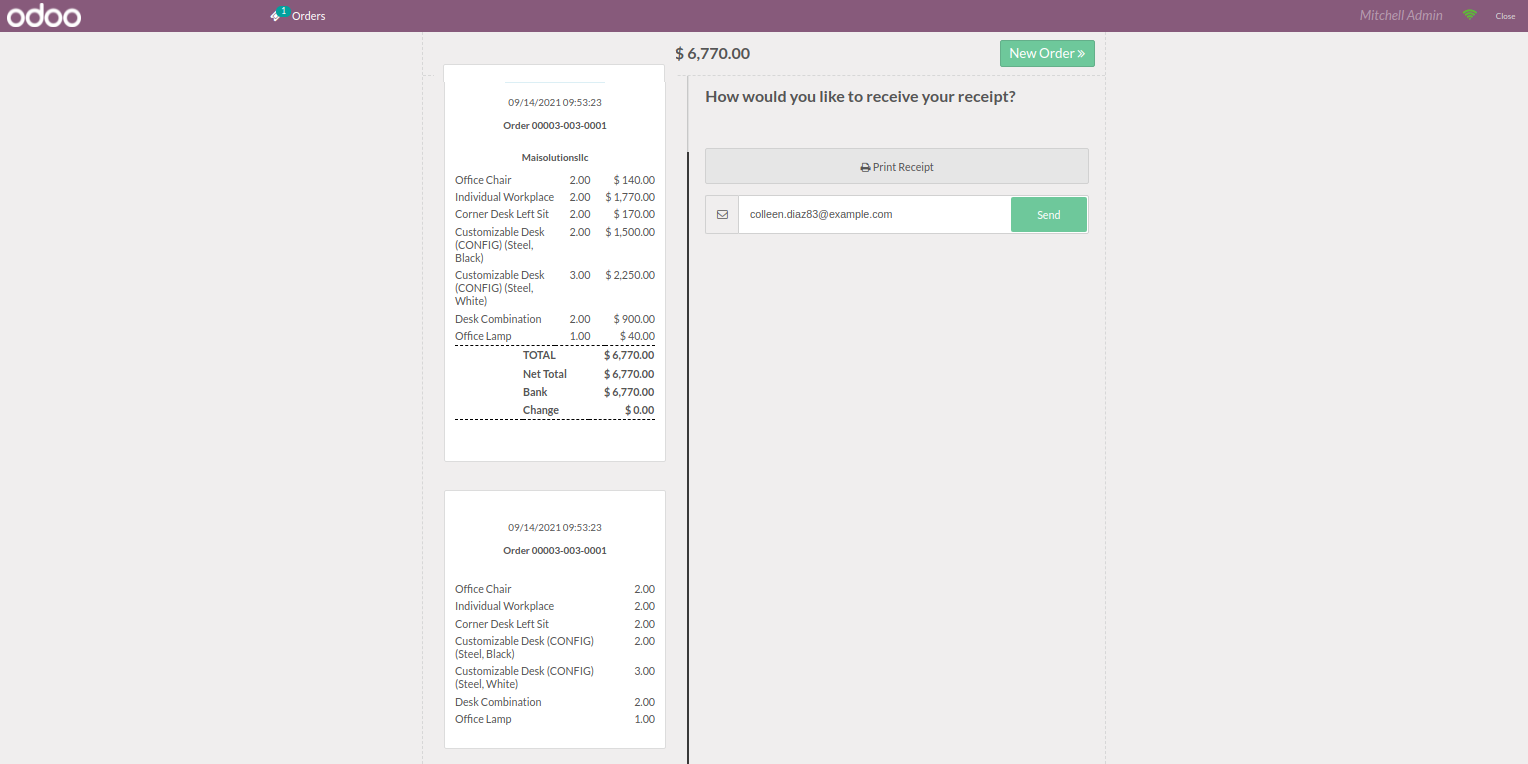 odoo
1 Orders
Mitchell Admin
Close
$ 6,770.00
New Order
09/14/2021 09:53:23
Order 00003-003-0001
Maisolutionsllc
Office Chair 2.00 $ 140.00
Individual Workplace 2.00 $ 1,770.00
Corner Desk Left Sit 2.00 $ 170.00
Customizable Desk 2.00 $ 1,500.00
(CONFIG) (Steel,
Black)
Customizable Desk 3.00 $ 2,250.00
(CONFIG) (Steel,
White)
Desk Combination 2.00 $ 900.00
Office Lamp 1.00 $ 40.00
TOTAL $ 6,770.00
Net Total $ 6,770.00
Bank $ 6,770.00
Change $ 0.00
09/14/2021 09:53:23
Order 00003-003-0001
Office Chair 2.00
Individual Workplace 2.00
Corner Desk Left Sit 2.00
Customizable Desk (CONFIG) 2.00
(Steel, Black)
Customizable Desk (CONFIG) 3.00
(Steel, White)
Desk Combination 2.00
Office Lamp 1.00
How would you like to receive your receipt?
Print Receipt
colleen.diaz83@example.com
Send